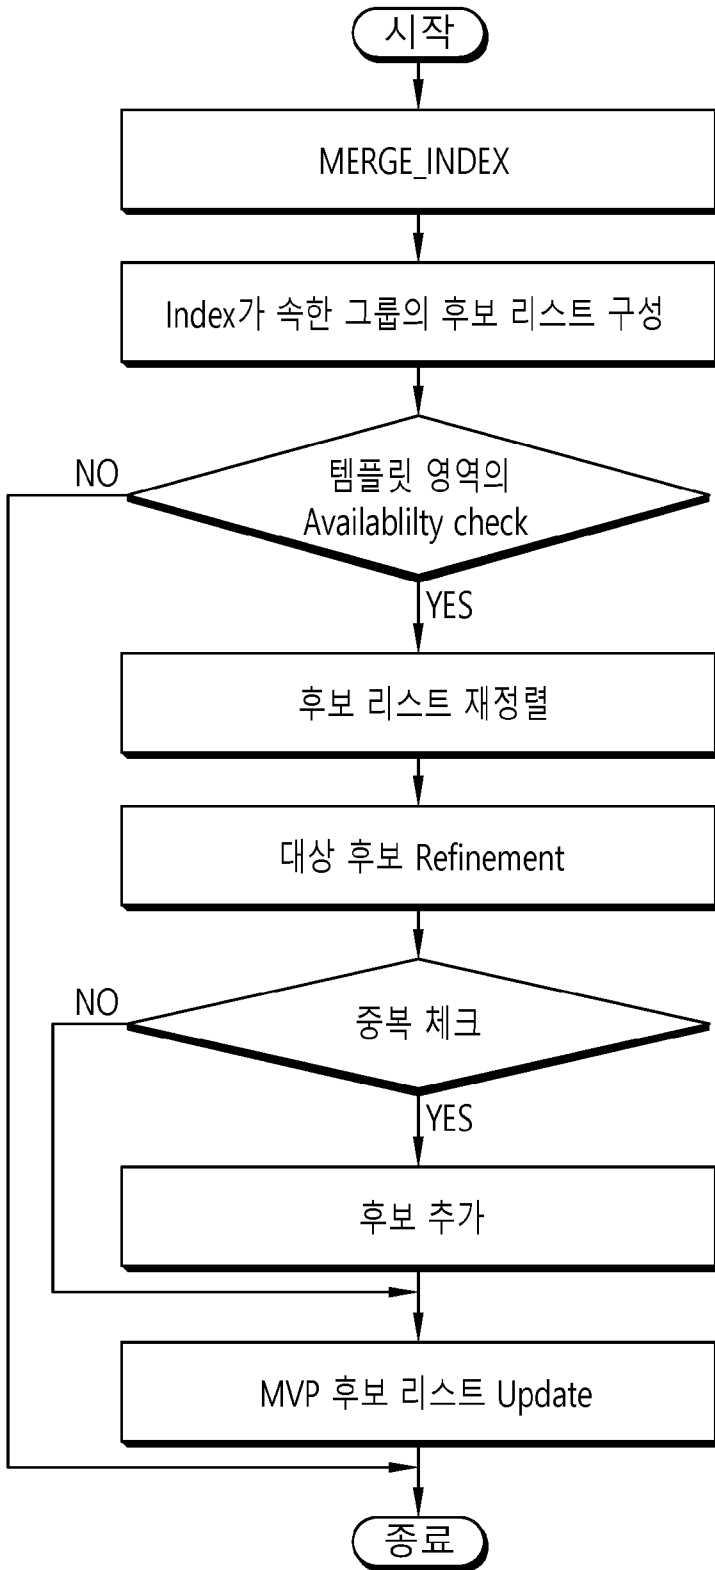 시작
MERGE_INDEX
Index가 속한 그룹의 후보 리스트 구성
NO
템플릿 영역의
Availablilty check
YES
후보 리스트 재정렬
대상 후보 Refinement
NO
중복 체크
YES
후보 추가
MVP 후보 리스트 Update
종료